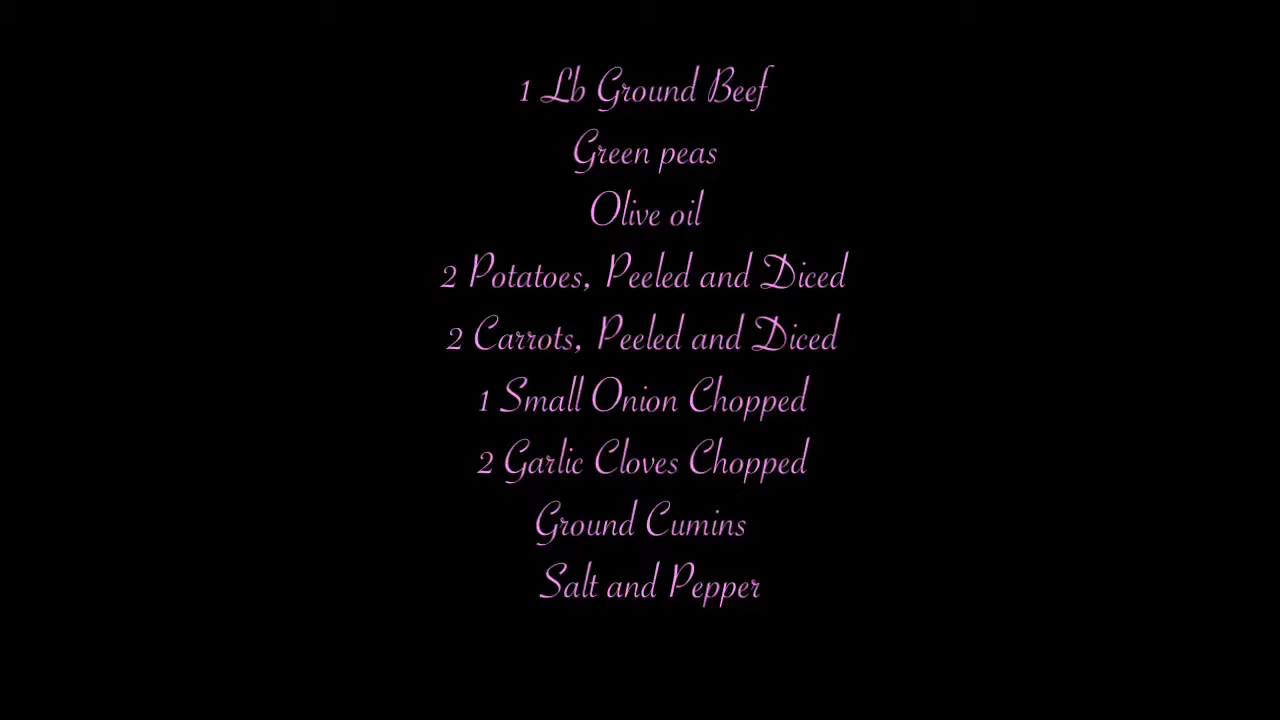 1 Lb Ground Beef
Green peas
Olive oil
2 Potatoes, Peeled and Diced
2 Carrots, Peeled and Diced
1 Small Onion Chopped
2 Garlic Cloves Chopped
Ground Cumins
Salt and Pepper